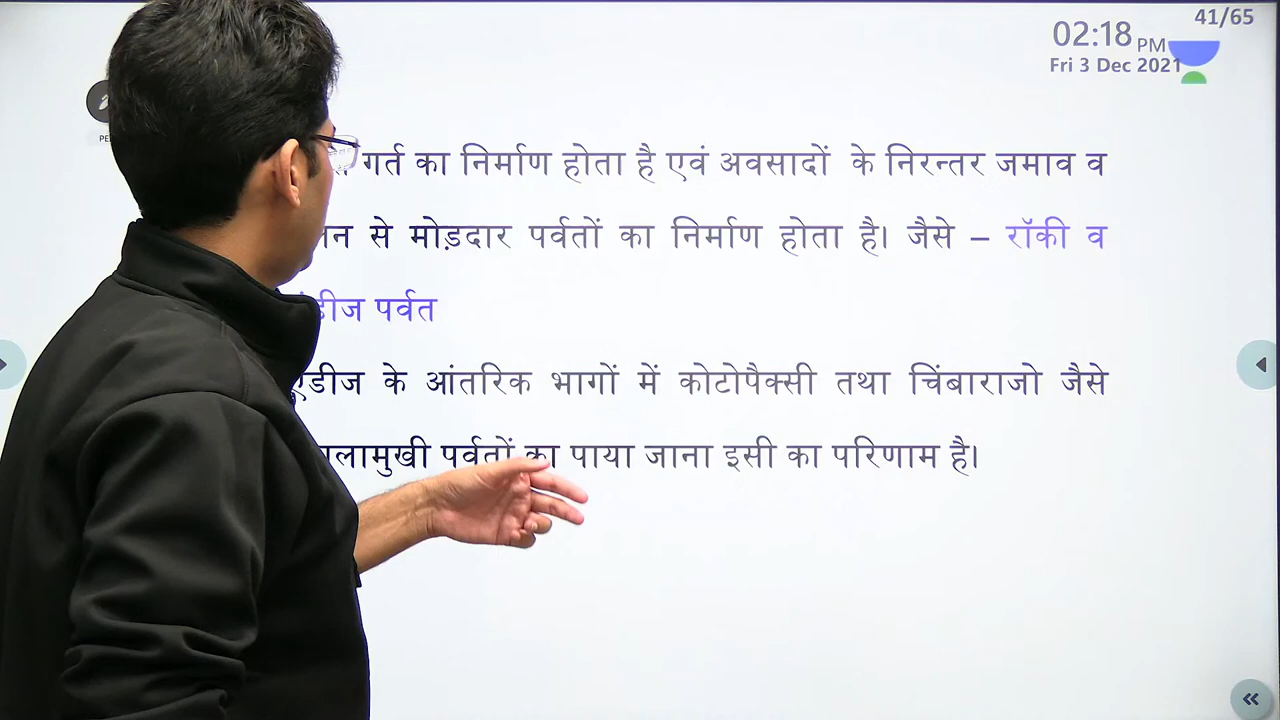 41/65
02:18 PM
Fri 3 Dec 2021
गर्त का निर्माण होता है एवं अवसादों के निरन्तर जमाव व
से मोड़दार पर्वतों का निर्माण होता है। जैसे – रॉकी व
पर्वत
एंडीज के आंतरिक भागों में कोटोपैक्सी तथा चिंबाराजो जैसे
पर्वतों का पाया जाना इसी का परिणाम है।